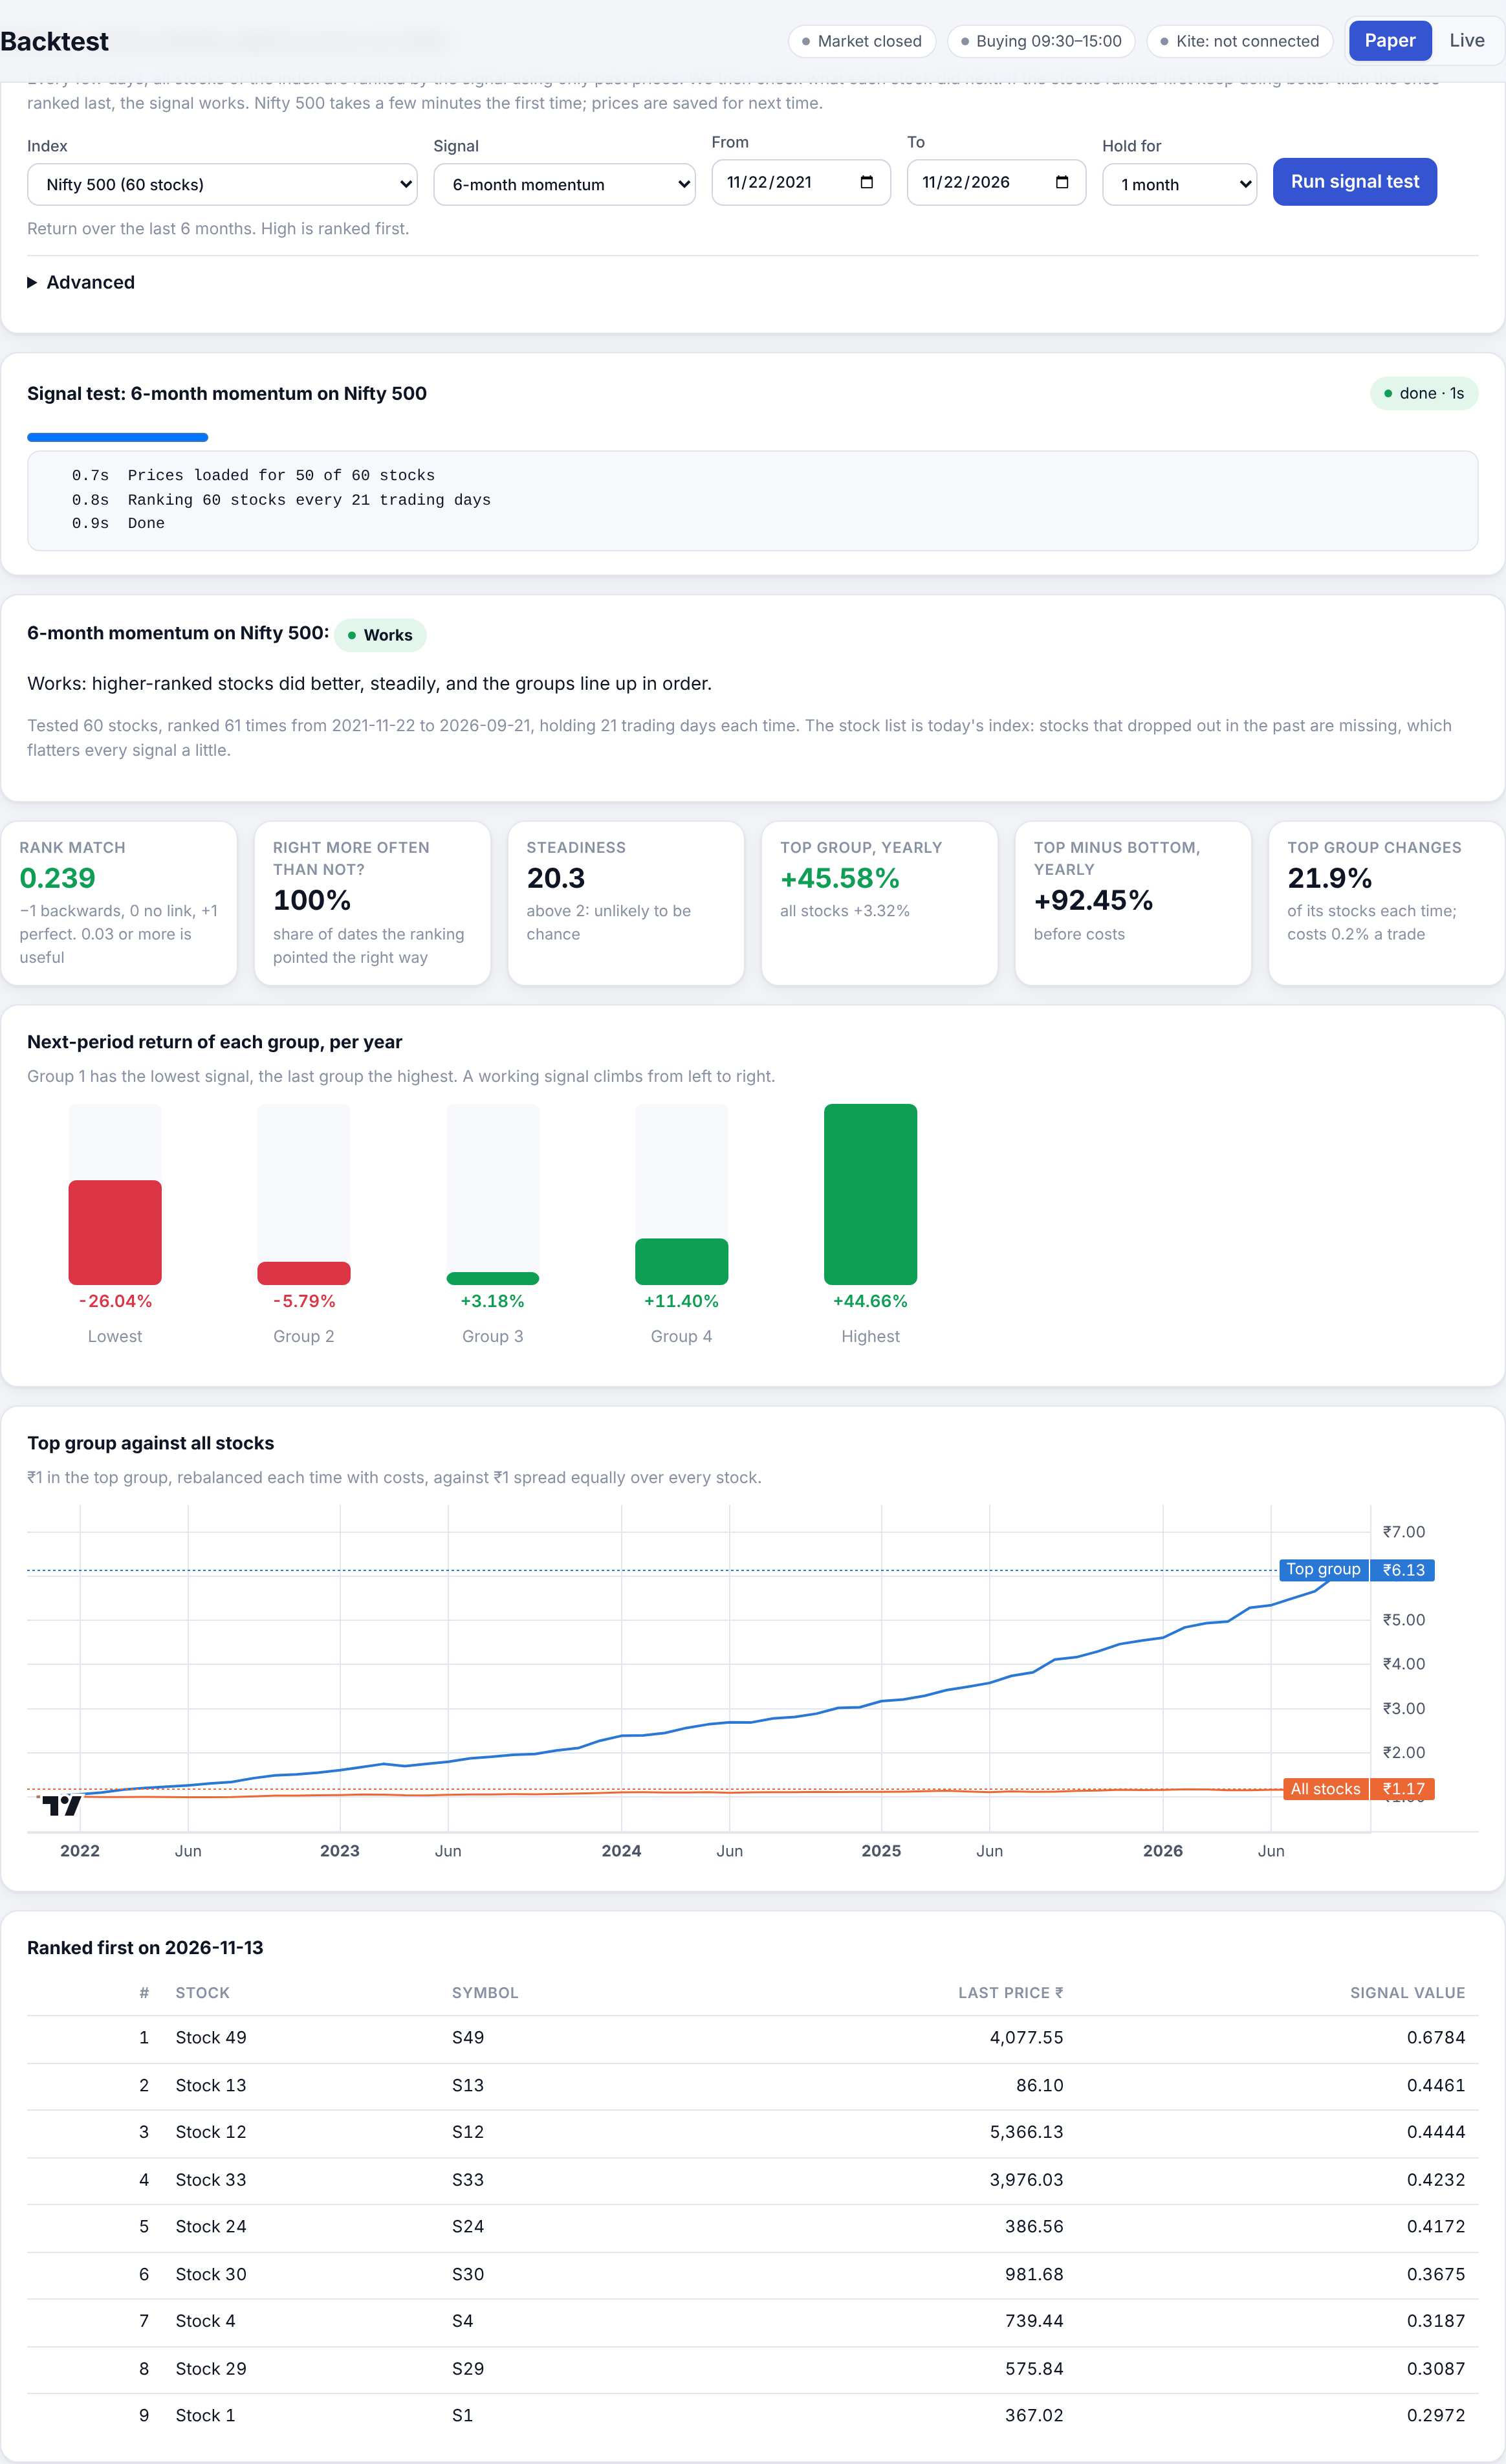 Backtest
Market closed
Buying 09:30–15:00
Kite: not connected
Paper
Live
ranked last, the signal works. Nifty 500 takes a few minutes the first time; prices are saved for next time.
Index
Signal
From
To
Hold for
Nifty 500 (60 stocks)
6-month momentum
11/22/2021
11/22/2026
1 month
Run signal test
Return over the last 6 months. High is ranked first.
Advanced
Signal test: 6-month momentum on Nifty 500
done · 1s
0.7s Prices loaded for 50 of 60 stocks
0.8s Ranking 60 stocks every 21 trading days
0.9s Done
6-month momentum on Nifty 500:
Works
Works: higher-ranked stocks did better, steadily, and the groups line up in order.
Tested 60 stocks, ranked 61 times from 2021-11-22 to 2026-09-21, holding 21 trading days each time. The stock list is today's index: stocks that dropped out in the past are missing, which
flatters every signal a little.
RANK MATCH
0.239
−1 backwards, 0 no link, +1
perfect. 0.03 or more is
useful
RIGHT MORE OFTEN
THAN NOT?
100%
share of dates the ranking
pointed the right way
STEADINESS
20.3
above 2: unlikely to be
chance
TOP GROUP, YEARLY
+45.58%
all stocks +3.32%
TOP MINUS BOTTOM,
YEARLY
+92.45%
before costs
TOP GROUP CHANGES
21.9%
of its stocks each time;
costs 0.2% a trade
Next-period return of each group, per year
Group 1 has the lowest signal, the last group the highest. A working signal climbs from left to right.
-26.04%
-5.79%
+3.18%
+11.40%
+44.66%
Lowest
Group 2
Group 3
Group 4
Highest
Top group against all stocks
₹1 in the top group, rebalanced each time with costs, against ₹1 spread equally over every stock.
₹7.00
Top group ₹6.13
₹5.00
₹4.00
₹3.00
₹2.00
All stocks ₹1.17
2022
Jun
2023
Jun
2024
Jun
2025
Jun
2026
Jun
Ranked first on 2026-11-13
# STOCK SYMBOL LAST PRICE ₹ SIGNAL VALUE
1 Stock 49 S49 4,077.55 0.6784
2 Stock 13 S13 86.10 0.4461
3 Stock 12 S12 5,366.13 0.4444
4 Stock 33 S33 3,976.03 0.4232
5 Stock 24 S24 386.56 0.4172
6 Stock 30 S30 981.68 0.3675
7 Stock 4 S4 739.44 0.3187
8 Stock 29 S29 575.84 0.3087
9 Stock 1 S1 367.02 0.2972